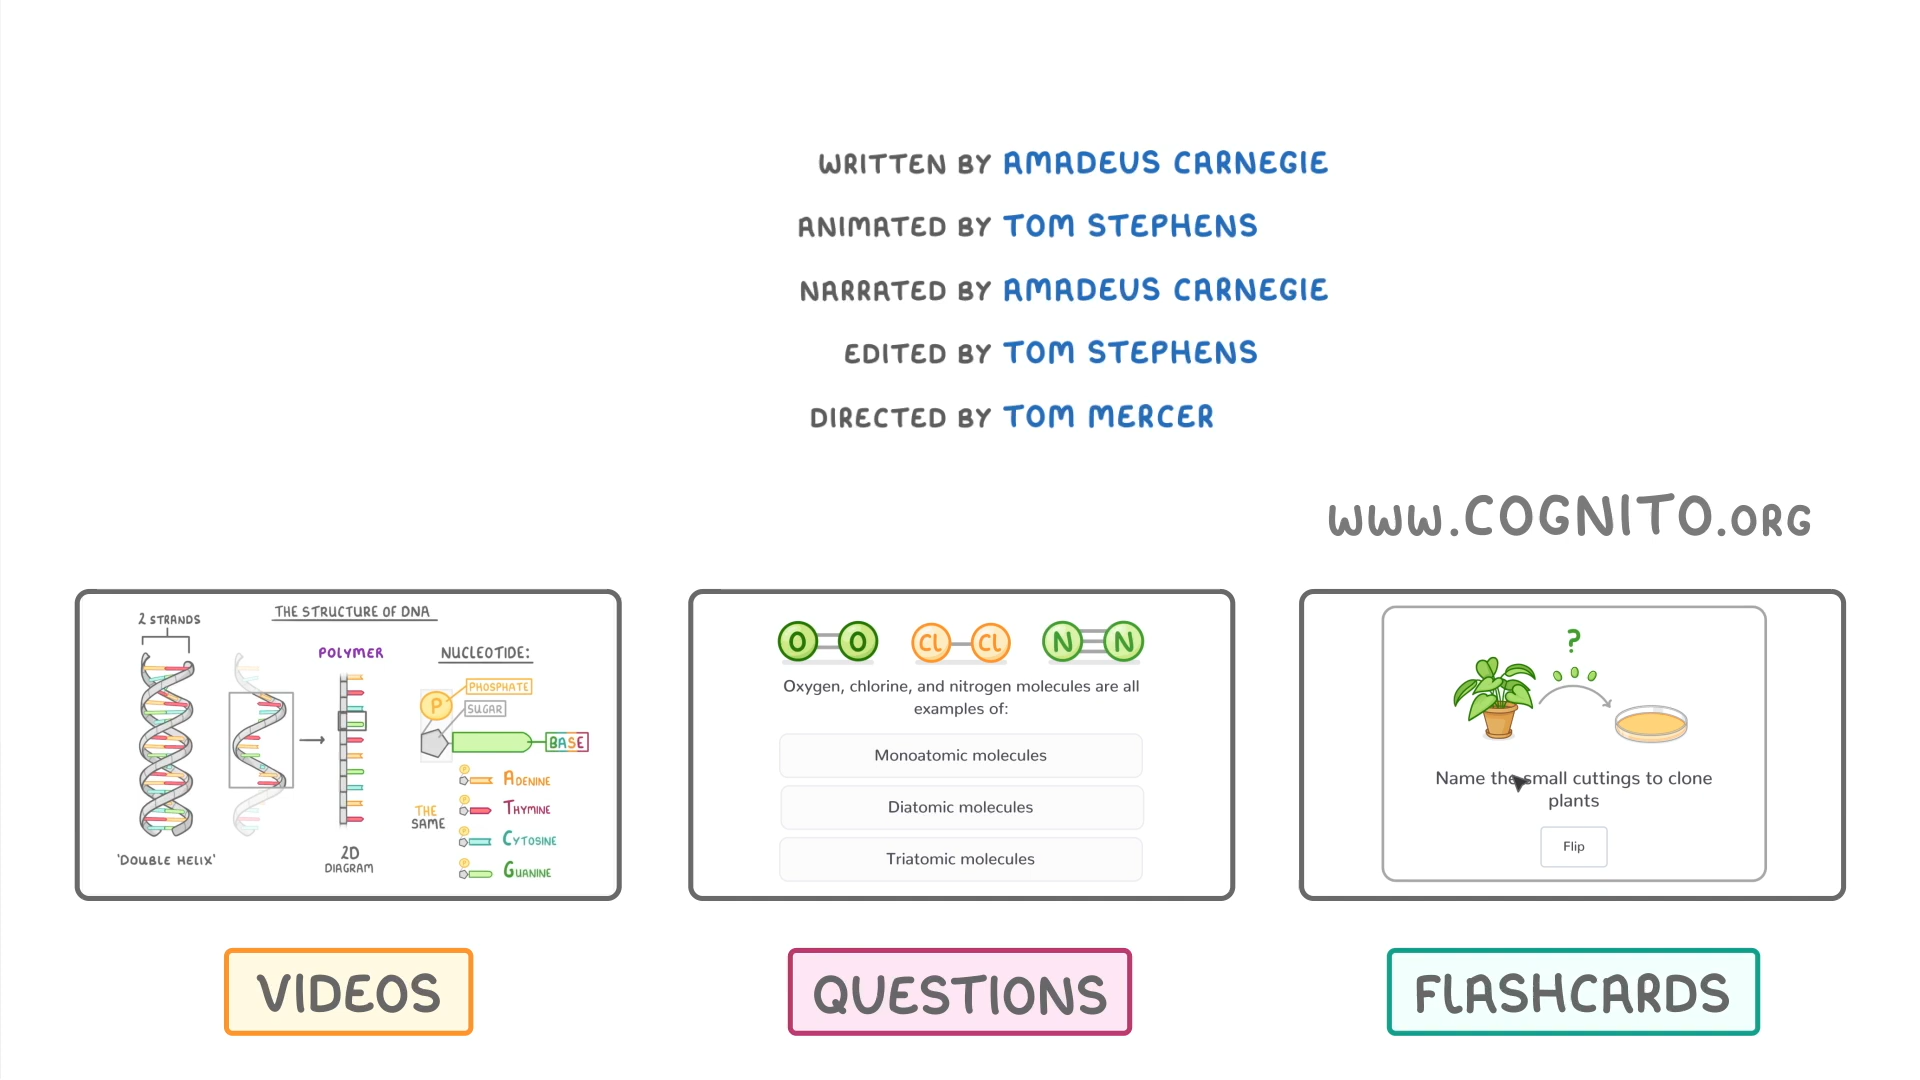 WRITTEN BY AMADEUS CARNEGIE
ANIMATED BY TOM STEPHENS
NARRATED BY AMADEUS CARNEGIE
EDITED BY TOM STEPHENS
DIRECTED BY TOM MERCER
WWW.COGNITO.ORG
THE STRUCTURE OF DNA
2 STRANDS
POLYMER
NUCLEOTIDE:
PHOSPHATE
P
SUGAR
BASE
ADENINE
THE
SAME
THYMINE
CYTOSINE
GUANINE
2D
DIAGRAM
'DOUBLE HELIX'
O O Cl Cl N N
Oxygen, chlorine, and nitrogen molecules are all
examples of:
Monoatomic molecules
Diatomic molecules
Triatomic molecules
?
Name the small cuttings to clone
plants
Flip
VIDEOS
QUESTIONS
FLASHCARDS